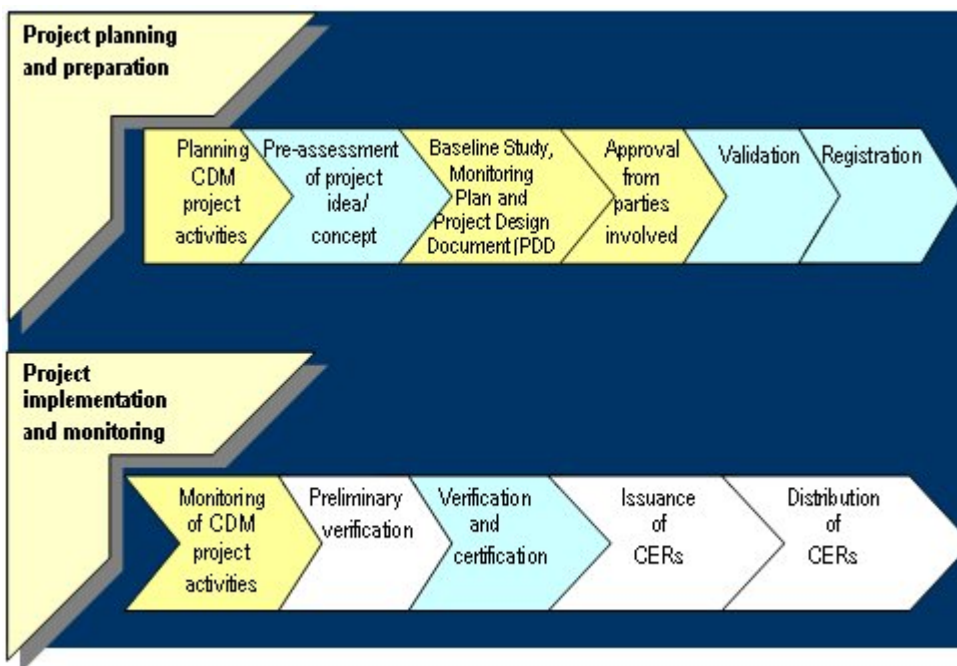 Project planning
and preparation
Planning
CDM
project
activities
Pre-assessment
of project
idea/
concept
Baseline Study,
Monitoring
Plan and
Project Design
Document (PDD
Approval
from
parties
involved
Validation
Registration
Project
implementation
and monitoring
Monitoring
of CDM
project
activities
Preliminary
verification
Verification
and
certification
Issuance
of
CERs
Distribution
of
CERs